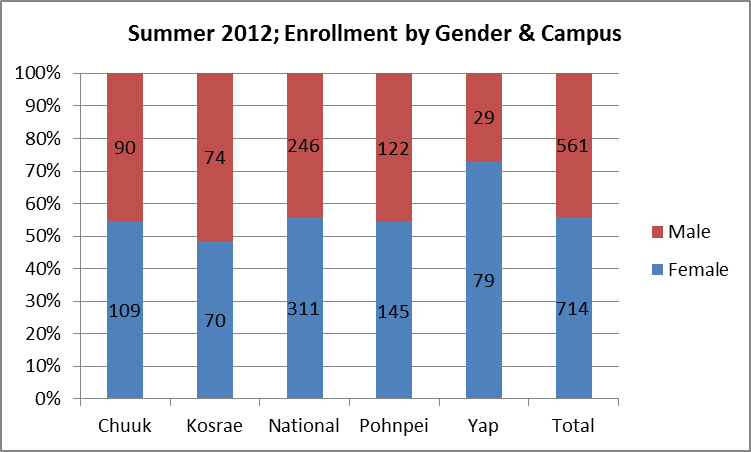 Summer 2012; Enrollment by Gender & Campus
100%
90%
80%
70%
60%
50%
40%
30%
20%
10%
0%
90 74 246 122 29 561
109 70 311 145 79 714
Chuuk Kosrae National Pohnpei Yap Total
Male
Female